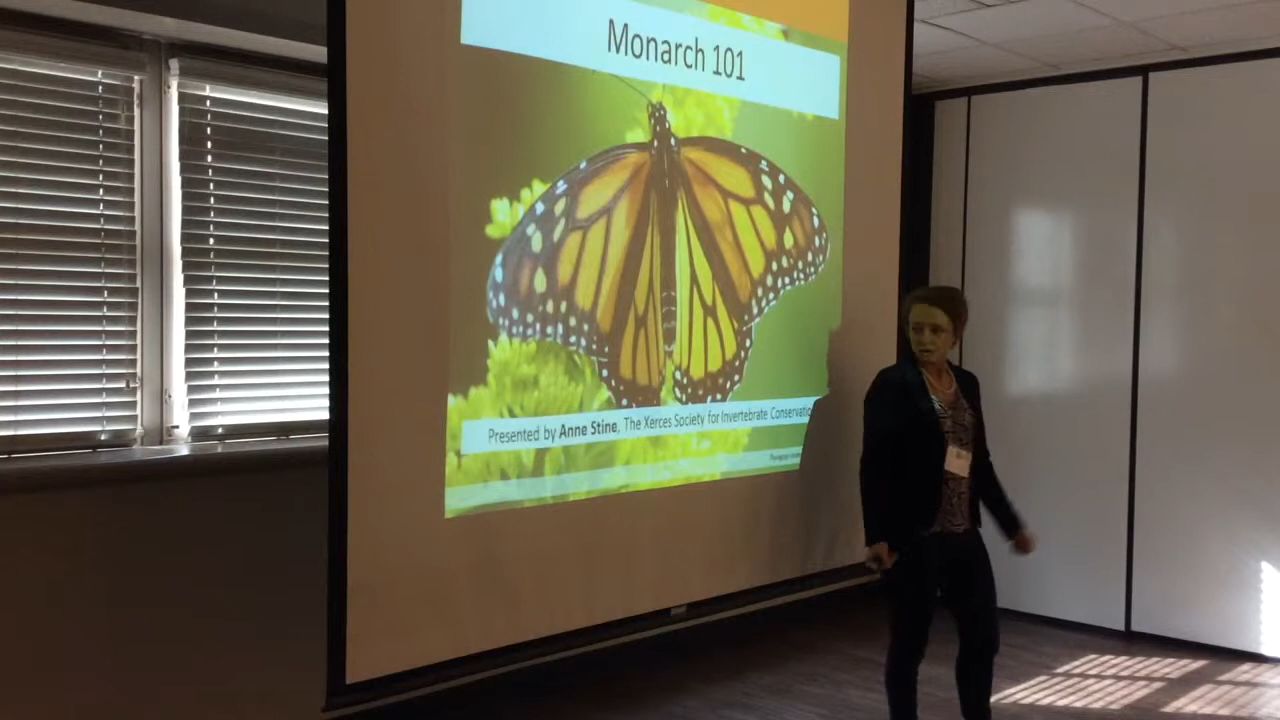 Monarch 101
Presented by Anne Stine, The Xerces Society for Invertebrate Conservatio